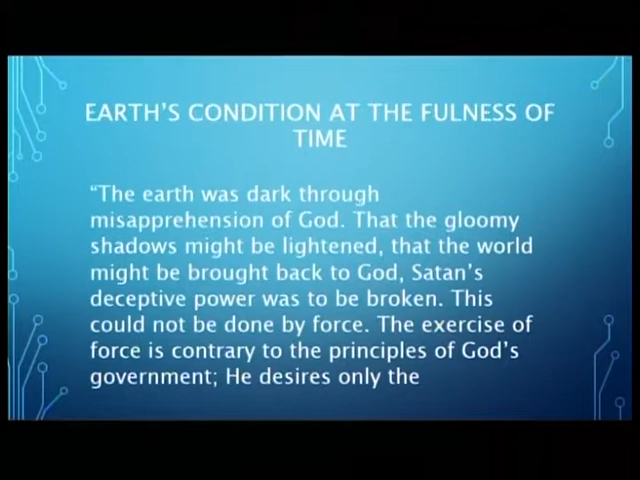 EARTH'S CONDITION AT THE FULNESS OF
TIME
“The earth was dark through
misapprehension of God. That the gloomy
shadows might be lightened, that the world
might be brought back to God, Satan's
deceptive power was to be broken. This
could not be done by force. The exercise of
force is contrary to the principles of God's
government; He desires only the